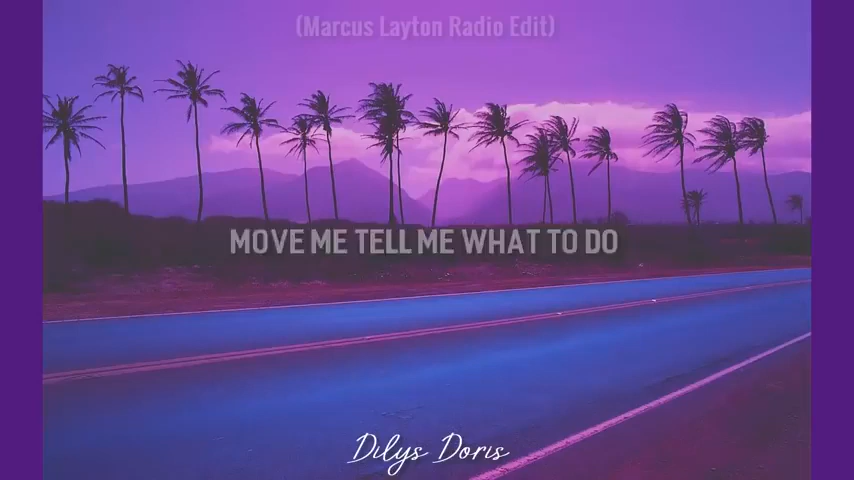 (Marcus Layton Radio Edit)
MOVE ME TELL ME WHAT TO DO
Dilys Doris